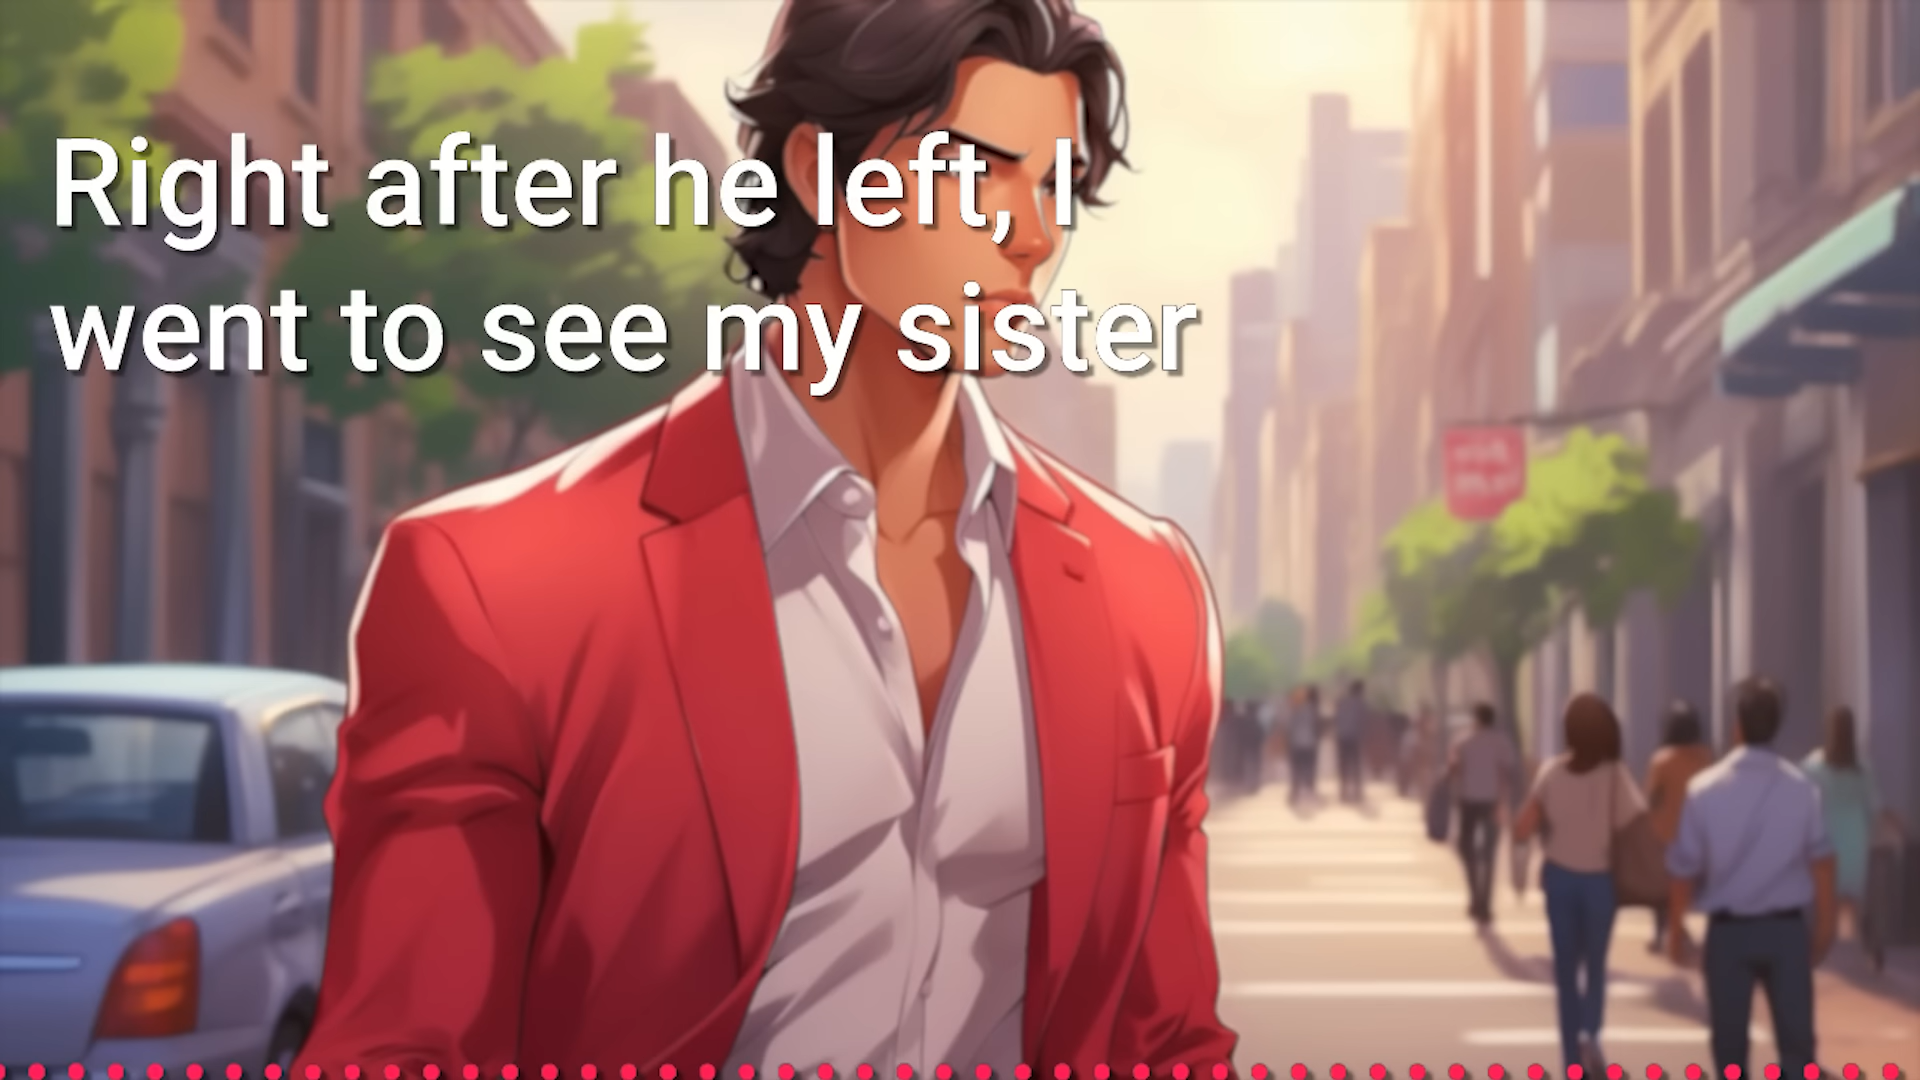 Right after he left, I
went to see my sister